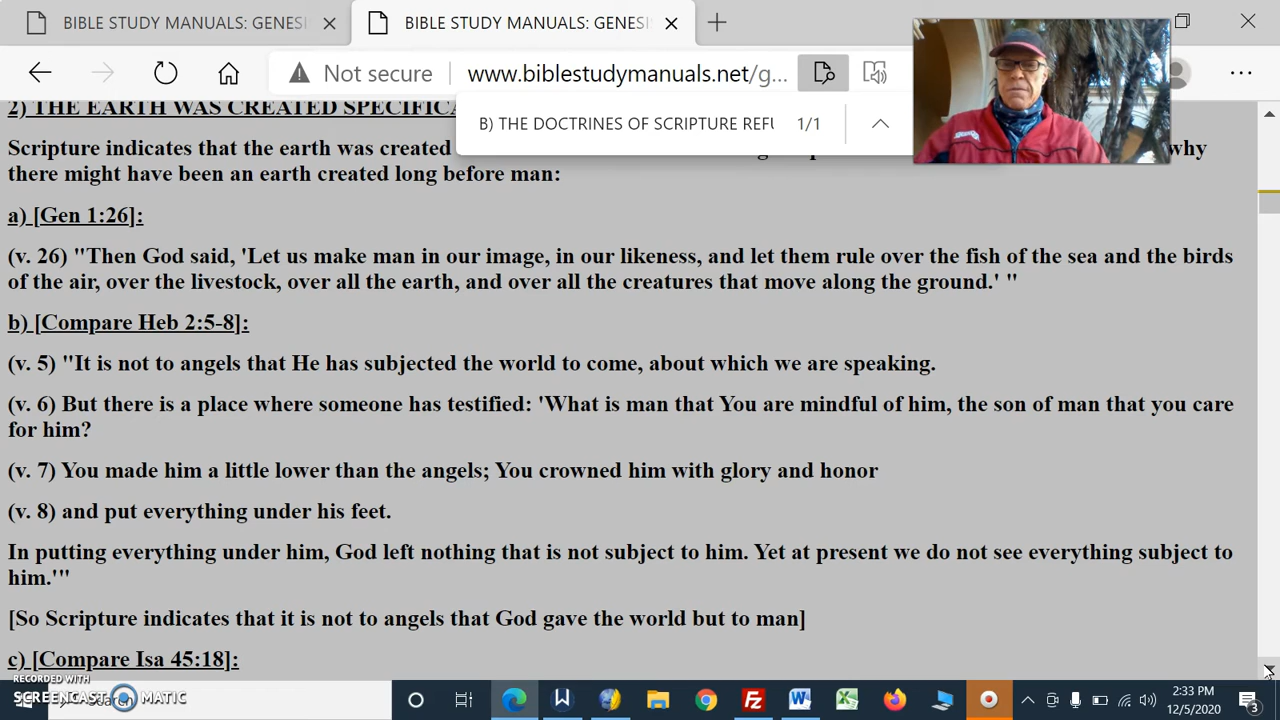 BIBLE STUDY MANUALS: GENESI
BIBLE STUDY MANUALS: GENESI
Not secure
www.biblestudymanuals.net/g...
B) THE DOCTRINES OF SCRIPTURE REFU
1/1
2) THE EARTH WAS CREATED SPECIFICA
Scripture indicates that the earth was created why
there might have been an earth created long before man:
a) [Gen 1:26]:
(v. 26) "Then God said, 'Let us make man in our image, in our likeness, and let them rule over the fish of the sea and the birds
of the air, over the livestock, over all the earth, and over all the creatures that move along the ground.' "
b) [Compare Heb 2:5-8]:
(v. 5) "It is not to angels that He has subjected the world to come, about which we are speaking.
(v. 6) But there is a place where someone has testified: 'What is man that You are mindful of him, the son of man that you care
for him?
(v. 7) You made him a little lower than the angels; You crowned him with glory and honor
(v. 8) and put everything under his feet.
In putting everything under him, God left nothing that is not subject to him. Yet at present we do not see everything subject to
him.'"
[So Scripture indicates that it is not to angels that God gave the world but to man]
c) [Compare Isa 45:18]:
RECORDED WITH
SCREENCAST MATIC
Search
2:33 PM
12/5/2020
3